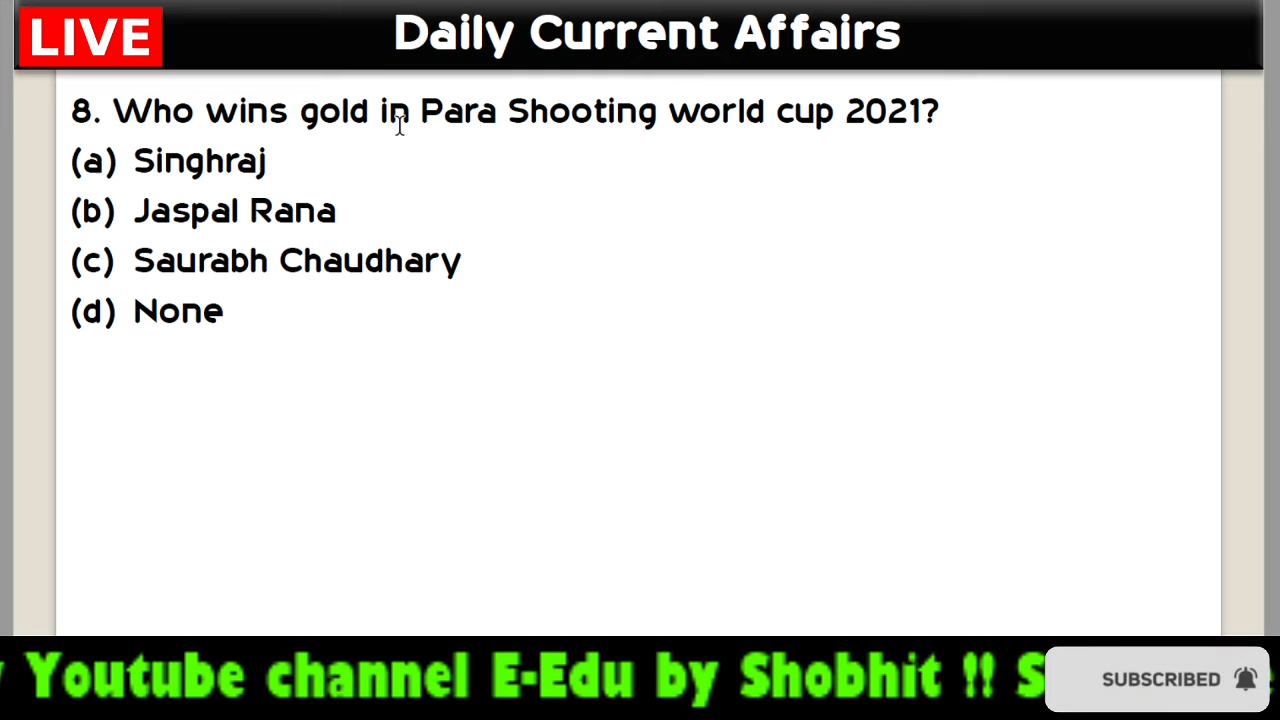 LIVE
Daily Current Affairs
8. Who wins gold in Para Shooting world cup 2021?
(a) Singhraj
(b) Jaspal Rana
(c) Saurabh Chaudhary
(d) None
Youtube channel E-Edu by Shobhit !! S
SUBSCRIBED